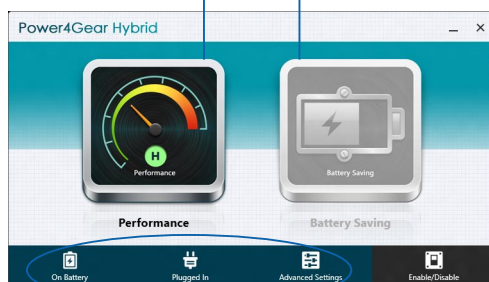 Power4Gear Hybrid
H
Performance
Battery Saving
Performance
Battery Saving
On Battery
Plugged In
Advanced Settings
Enable/Disable